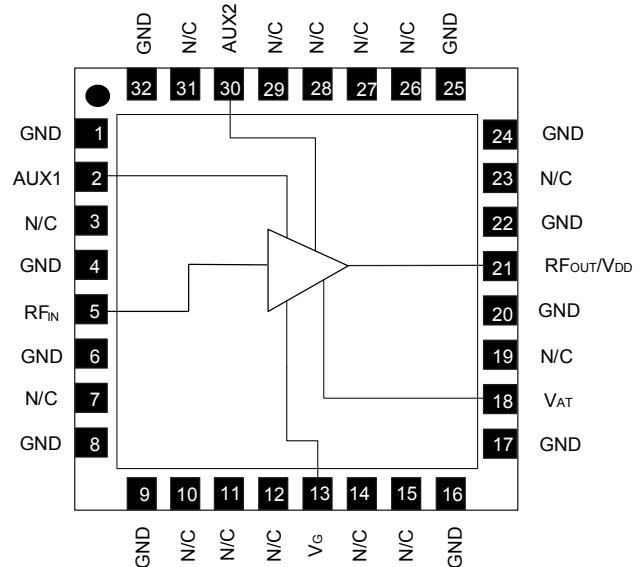 GND N/C AUX2 N/C N/C N/C N/C GND
32 31 30 29 28 27 26 25
GND 1
AUX1 2
N/C 3
GND 4
RFIN 5
GND 6
N/C 7
GND 8
24 GND
23 N/C
22 GND
21 RFOUT/VDD
20 GND
19 N/C
18 VAT
17 GND
9 10 11 12 13 14 15 16
GND N/C N/C N/C VG N/C N/C GND